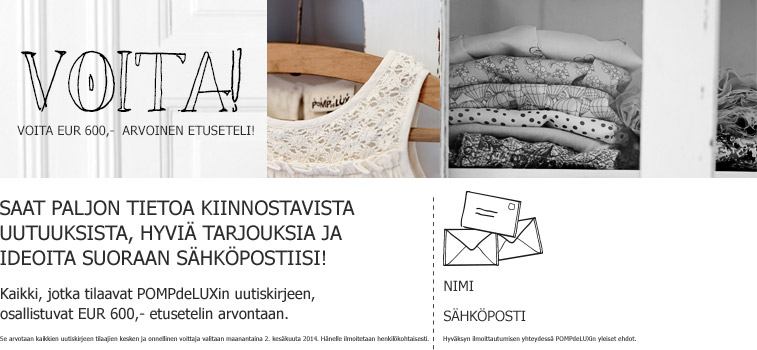 VOITA!
VOITA EUR 600,- ARVOINEN ETUSETELI!
POMPdeLUX
SAAT PALJON TIETOA KIINNOSTAVISTA
UUTUUKSISTA, HYVIÄ TARJOUKSIA JA
IDEOITA SUORAAN SÄHKÖPOSTIISI!
Kaikki, jotka tilaavat POMPdeLUXin uutiskirjeen,
osallistuvat EUR 600,- etusetelin arvontaan.
Se arvotaan kaikkien uutiskirjeen tilaajien kesken ja onnellinen voittaja valitaan maanantaina 2. kesäkuuta 2014. Hänelle ilmoitetaan henkilökohtaisesti.
NIMI
SÄHKÖPOSTI
Hyväksyn ilmoittautumisen yhteydessä POMPdeLUXin yleiset ehdot.